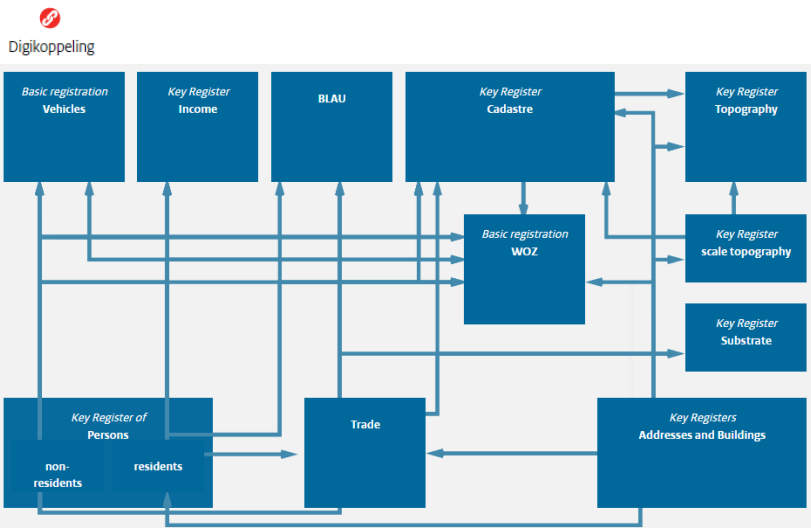 Digikoppeling
Basic registration
Vehicles
Key Register
Income
BLAU
Key Register
Cadastre
Key Register
Topography
Basic registration
WOZ
Key Register
scale topography
Key Register
Substrate
Key Register of
Persons
non-
residents
residents
Trade
Key Registers
Addresses and Buildings